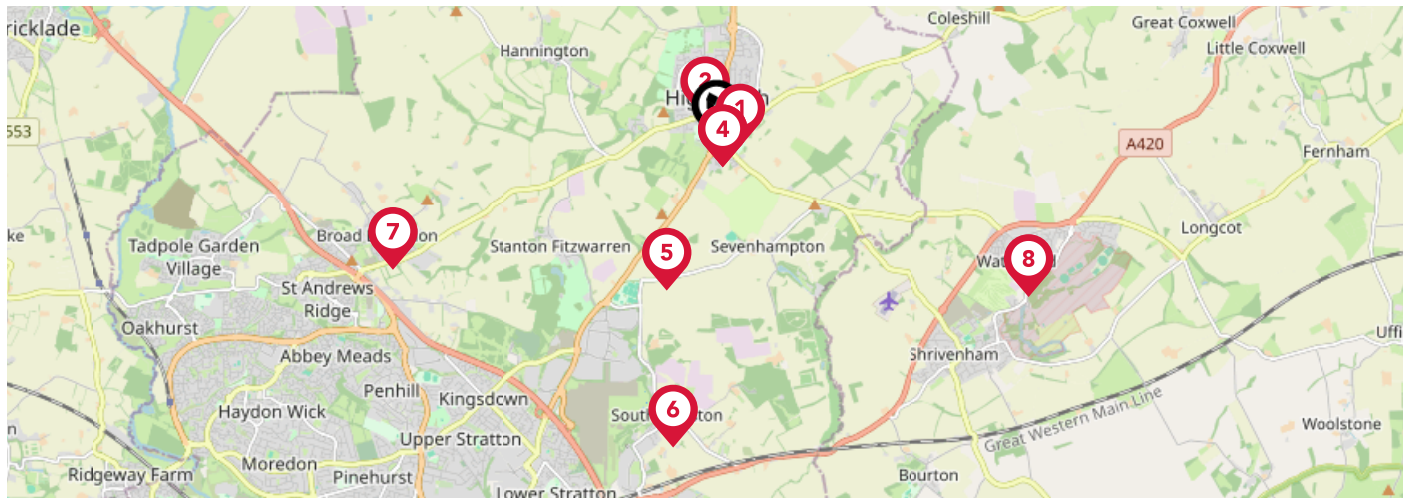 ricklade
Coleshill
Great Coxwell
Little Coxwell
Hannington
2
1
4
553
A420
Fernham
7
Tadpole Garden
Village
Stanton Fitzwarren
5
Sevenhampton
8
Longcot
ke
St Andrews
Ridge
Oakhurst
Abbey Meads
Shrivenham
Uffi
Penhill
Kingsdown
Haydon Wick
6
Upper Stratton
Great Western Main Line
Woolstone
n
Moredon
Ridgeway Farm
Pinehurst
Bourton
Lower Stratton